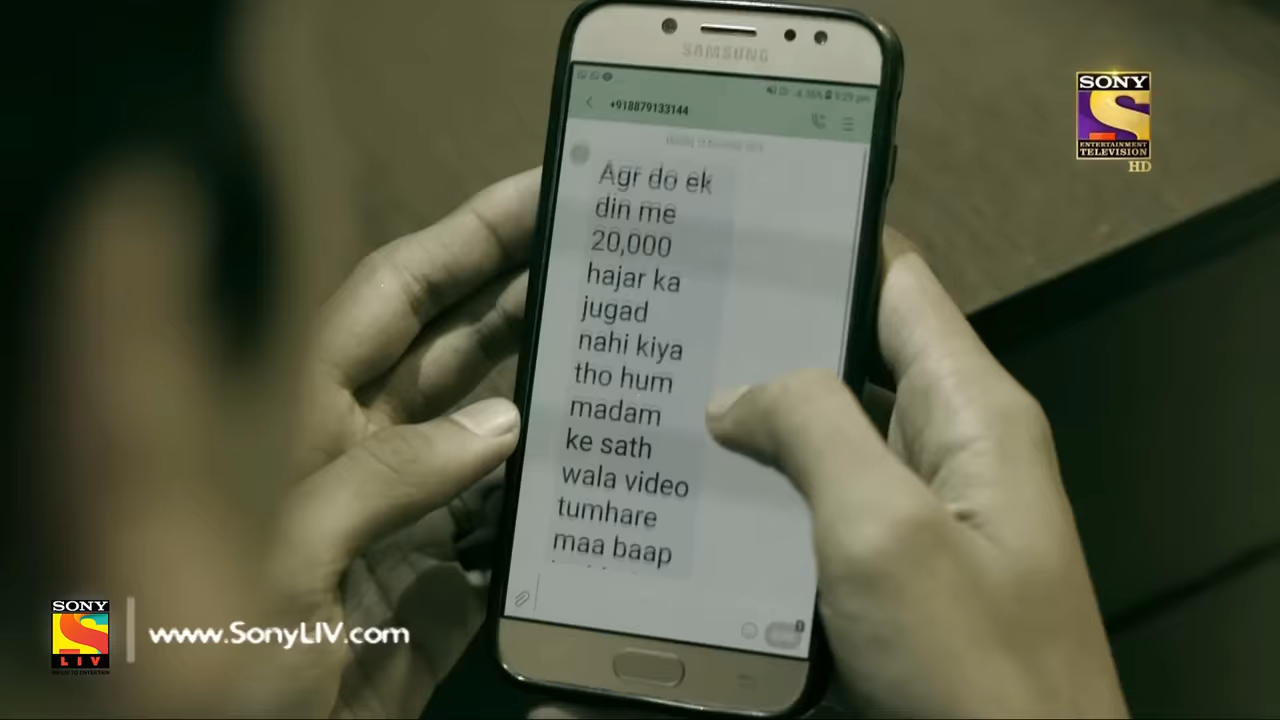 SAMSUNG
+918879133144
Agr do ek
din me
20,000
hajar ka
jugad
nahi kiya
tho hum
madam
ke sath
wala video
tumhare
maa baap
SONY
ENTERTAINMENT
TELEVISION
HD
SONY
LIV
www.SonyLIV.com